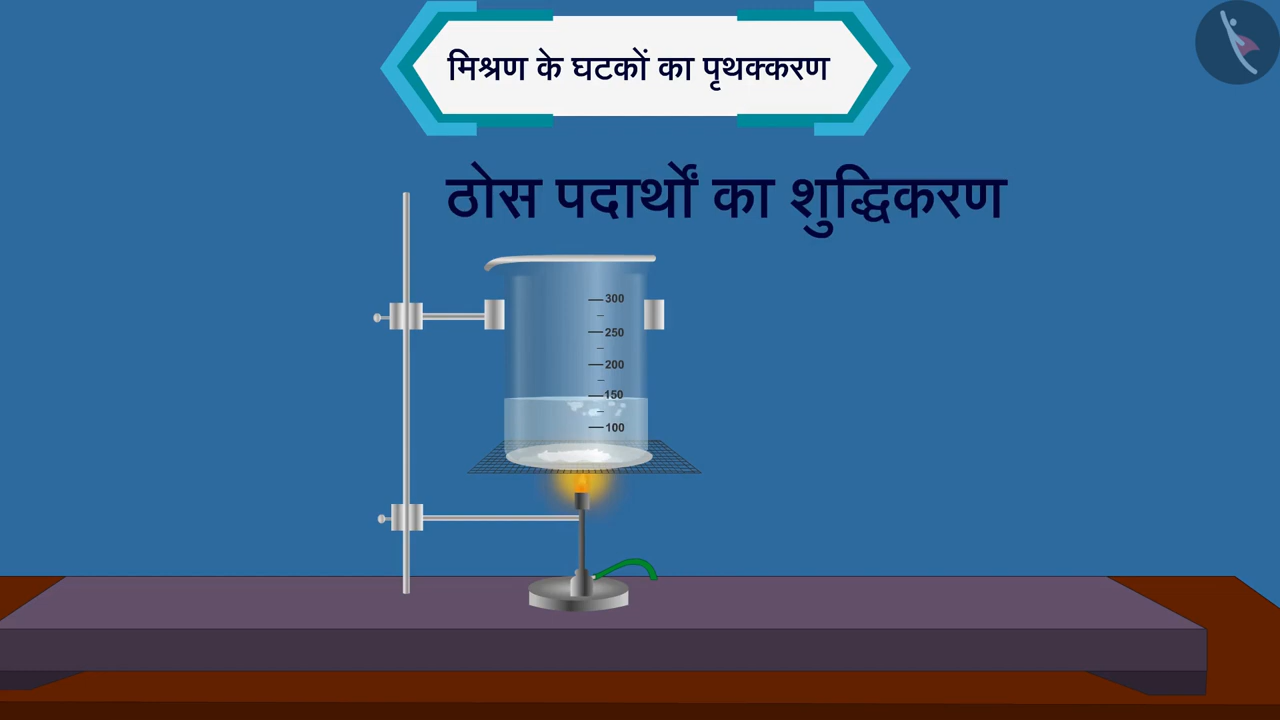 मिश्रण के घटकों का पृथक्करण
ठोस पदार्थों का शुद्धिकरण
300
250
200
150
100